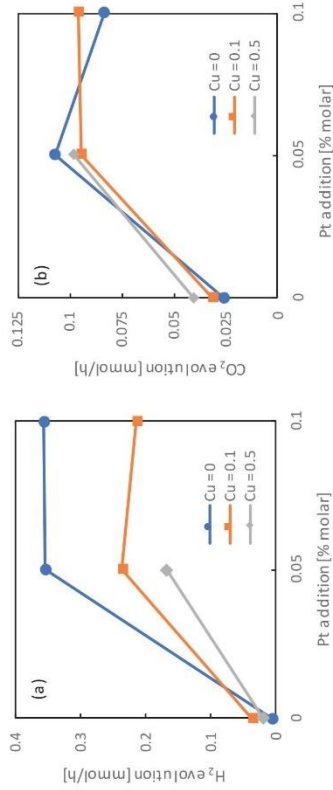 (a)
H₂ evolution [mmol/h]
0.4
0.3
0.2
0.1
0
Cu = 0
Cu = 0.1
Cu = 0.5
0
0.05
0.1
Pt addition [% molar]
(b)
CO₂ evolution [mmol/h]
0.125
0.1
0.075
0.05
0.025
0
Cu = 0
Cu = 0.1
Cu = 0.5
0
0.05
0.1
Pt addition [% molar]